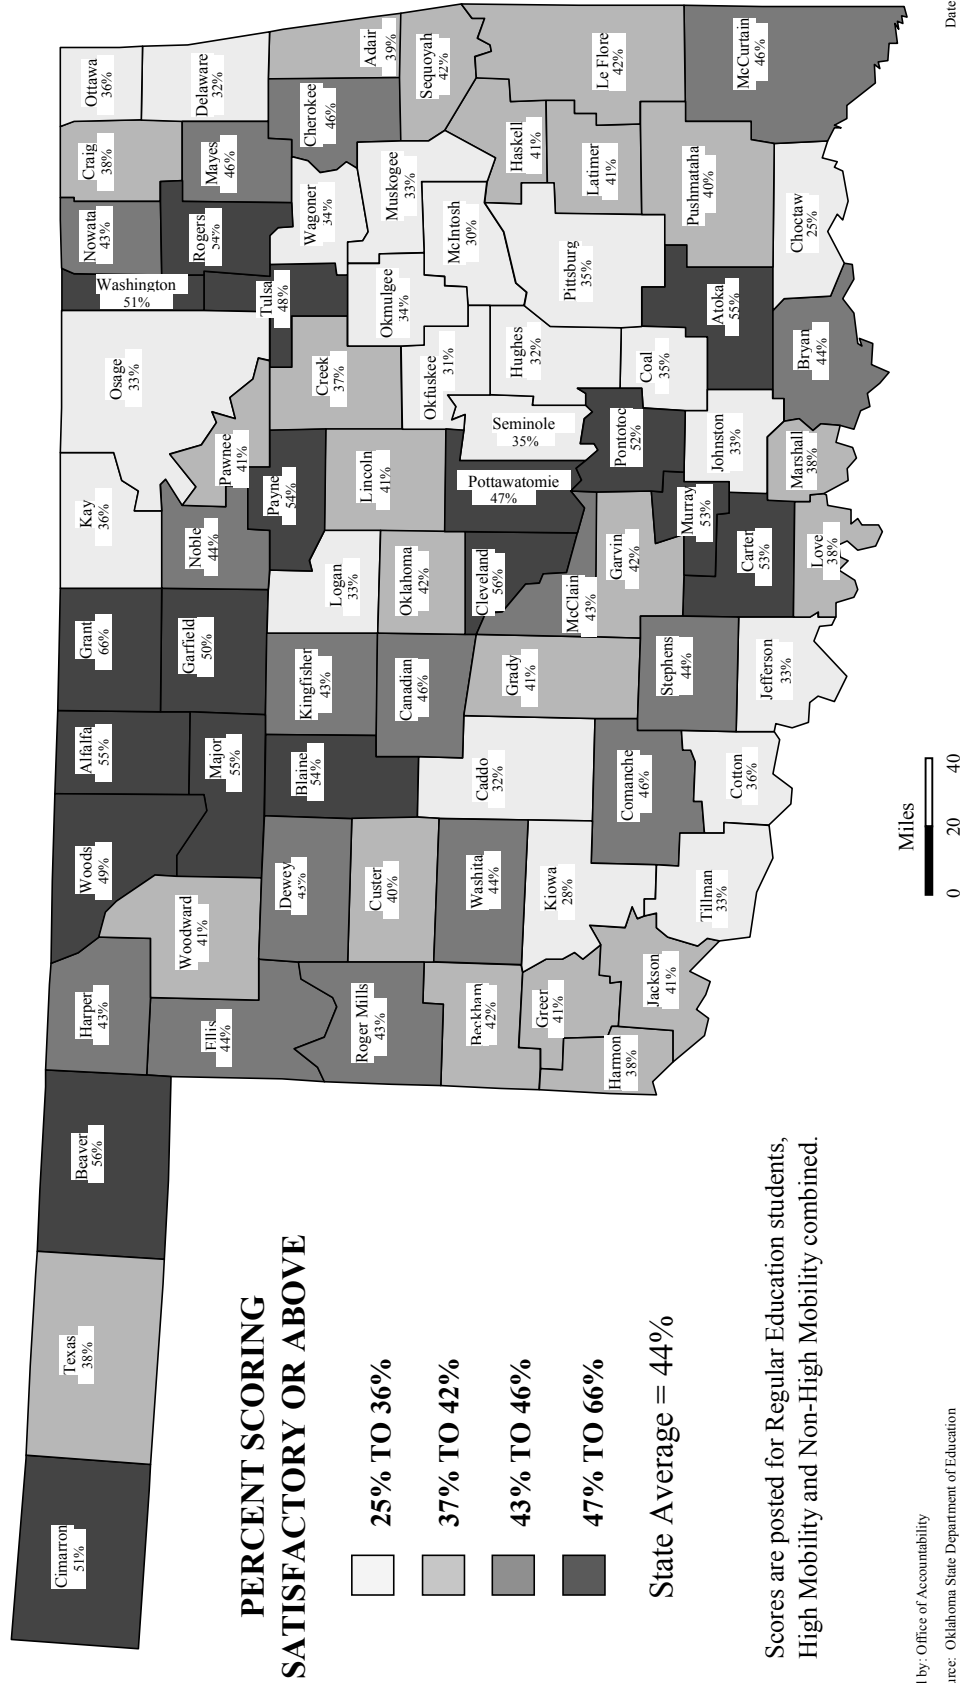 Cimarron
51%
Texas
38%
Beaver
56%
Harper
43%
Woods
49%
Alfalfa
55%
Grant
66%
Kay
36%
Osage
33%
Washington
51%
Nowata
43%
Craig
38%
Ottawa
36%
Ellis
44%
Woodward
41%
Major
55%
Garfield
50%
Noble
44%
Pawnee
41%
Rogers
54%
Mayes
46%
Delaware
32%
Roger Mills
43%
Dewey
43%
Blaine
54%
Kingfisher
43%
Logan
33%
Payne
54%
Creek
37%
Tulsa
48%
Wagoner
34%
Cherokee
46%
Adair
39%
Custer
40%
Canadian
46%
Oklahoma
42%
Lincoln
41%
Okfuskee
31%
Okmulgee
34%
Muskogee
33%
Sequoyah
42%
Beckham
42%
Washita
44%
Caddo
32%
Grady
41%
Cleveland
56%
Pottawatomie
47%
Seminole
35%
Hughes
32%
McIntosh
30%
Haskell
41%
Greer
41%
Kiowa
28%
McClain
43%
Pittsburg
35%
Latimer
41%
Le Flore
42%
Harmon
38%
Jackson
41%
Comanche
46%
Stephens
44%
Garvin
42%
Pontotoc
52%
Coal
35%
Tillman
33%
Cotton
36%
Jefferson
33%
Murray
53%
Carter
53%
Johnston
33%
Atoka
55%
Pushmataha
40%
McCurtain
46%
Love
38%
Marshall
38%
Bryan
44%
Choctaw
25%
PERCENT SCORING
SATISFACTORY OR ABOVE
25% TO 36%
37% TO 42%
43% TO 46%
47% TO 66%
State Average = 44%
Scores are posted for Regular Education students,
High Mobility and Non-High Mobility combined.
Miles
0 20 40
l by: Office of Accountability
rce: Oklahoma State Department of Education
Date